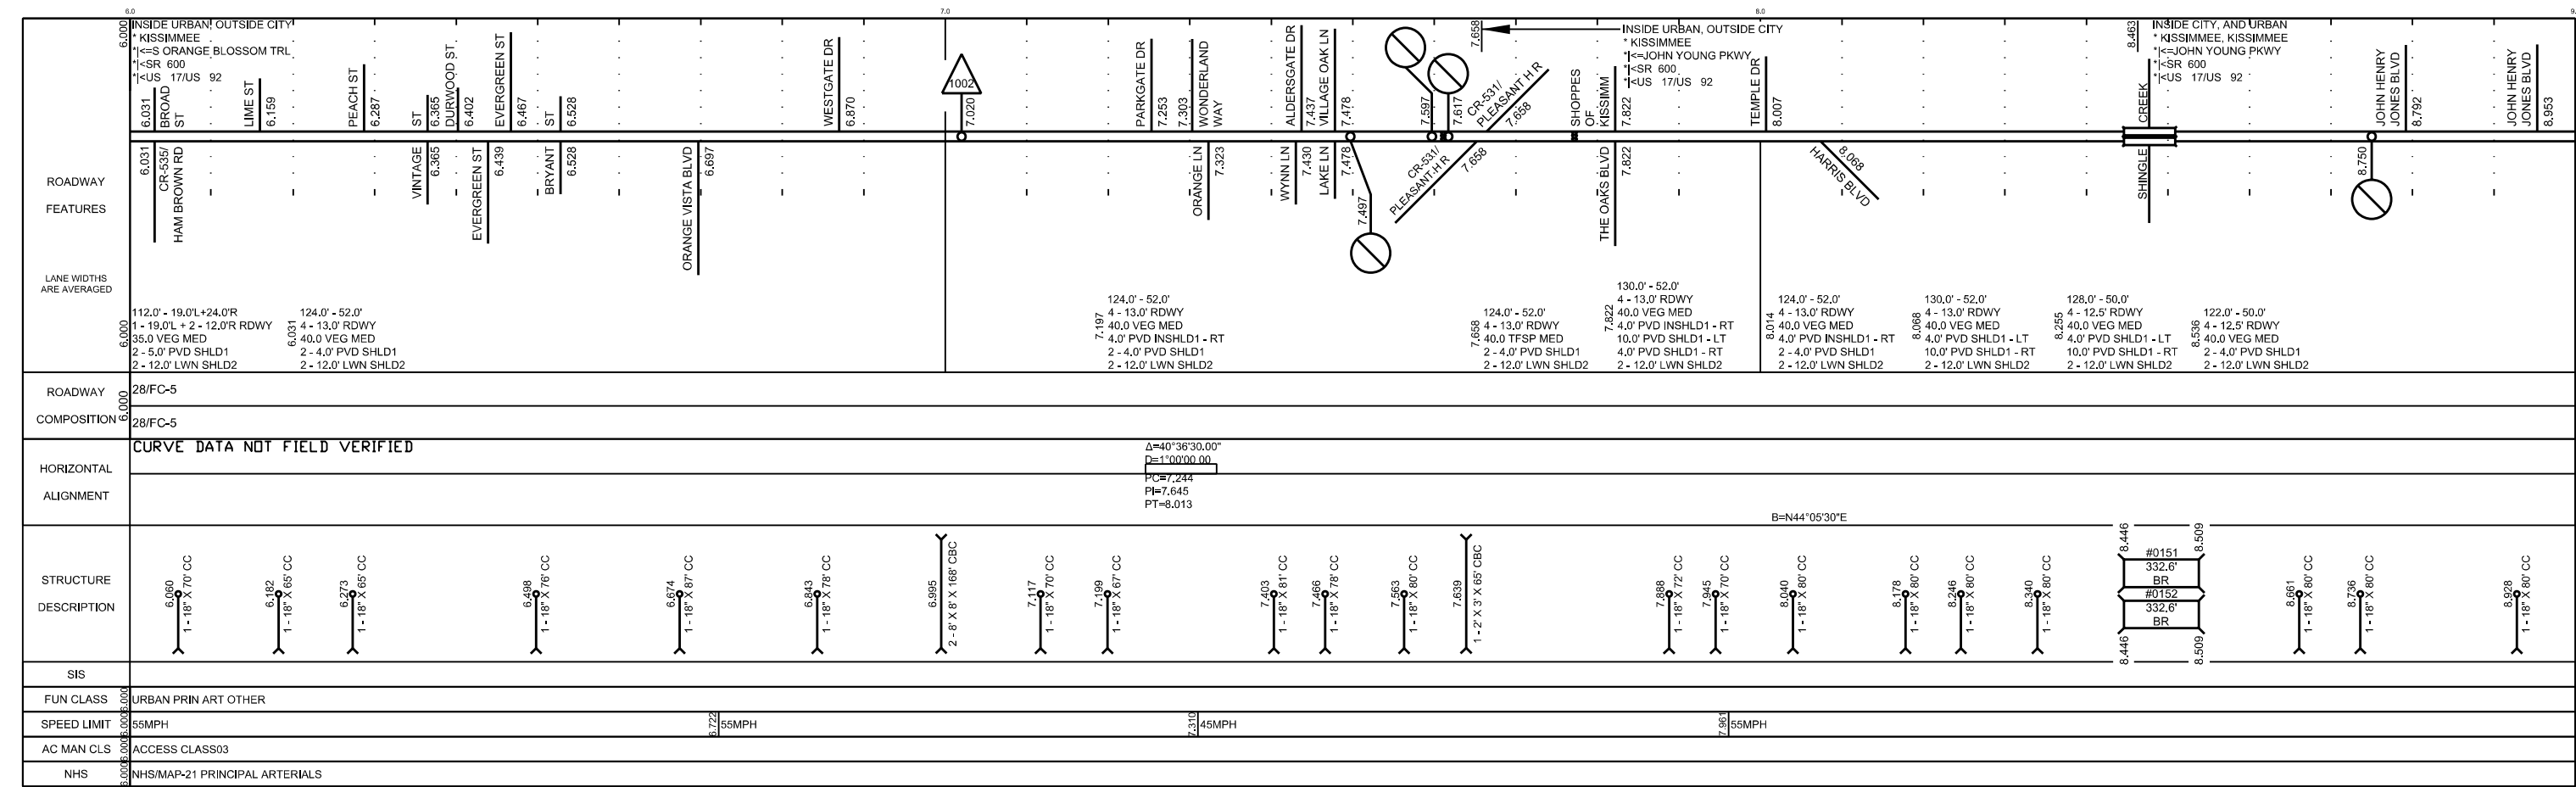 6.0
7.0
8.0
9.
6.000
INSIDE URBAN, OUTSIDE CITY
* KISSIMMEE
*|<=S ORANGE BLOSSOM TRL
*|<SR 600
*|<US 17/US 92
7.658
INSIDE URBAN, OUTSIDE CITY
* KISSIMMEE
*|<=JOHN YOUNG PKWY
*|<SR 600
*|<US 17/US 92
8.463
INSIDE CITY, AND URBAN
* KISSIMMEE, KISSIMMEE
*|<=JOHN YOUNG PKWY
*|<SR 600
*|<US 17/US 92
6.031
BROAD
ST
LIME ST
6.159
PEACH ST
6.287
ST
6.365
DURWOOD ST
6.402
EVERGREEN ST
6.467
ST
6.528
WESTGATE DR
6.870
1002
7.020
PARKGATE DR
7.253
7.303
WONDERLAND
WAY
ALDERSGATE DR
7.437
VILLAGE OAK LN
7.478
7.597
7.617
CR-531/
PLEASANT H R
7.658
SHOPPES
OF
KISSIMM
7.822
TEMPLE DR
8.007
CREEK
JOHN HENRY
JONES BLVD
8.792
JOHN HENRY
JONES BLVD
8.953
ROADWAY
FEATURES
6.031
CR-535/
HAM BROWN RD
VINTAGE
6.365
EVERGREEN ST
6.439
BRYANT
6.528
ORANGE VISTA BLVD
6.697
ORANGE LN
7.323
WYNN LN
7.430
LAKE LN
7.478
7.497
CR-531/
PLEASANT H R
7.658
THE OAKS BLVD
7.822
8.068
HARRIS BLVD
SHINGLE
8.750
LANE WIDTHS
ARE AVERAGED
6.000
112.0' - 19.0'L+24.0'R
1 - 19.0'L + 2 - 12.0'R RDWY
35.0 VEG MED
2 - 5.0' PVD SHLD1
2 - 12.0' LWN SHLD2
6.031
124.0' - 52.0'
4 - 13.0' RDWY
40.0 VEG MED
2 - 4.0' PVD SHLD1
2 - 12.0' LWN SHLD2
7.197
124.0' - 52.0'
4 - 13.0' RDWY
40.0 VEG MED
4.0' PVD INSHLD1 - RT
2 - 4.0' PVD SHLD1
2 - 12.0' LWN SHLD2
7.658
124.0' - 52.0'
4 - 13.0' RDWY
40.0 TFSP MED
2 - 4.0' PVD SHLD1
2 - 12.0' LWN SHLD2
7.822
130.0' - 52.0'
4 - 13.0' RDWY
40.0 VEG MED
4.0' PVD INSHLD1 - RT
10.0' PVD SHLD1 - LT
4.0' PVD SHLD1 - RT
2 - 12.0' LWN SHLD2
8.014
124.0' - 52.0'
4 - 13.0' RDWY
40.0 VEG MED
4.0' PVD INSHLD1 - RT
2 - 4.0' PVD SHLD1
2 - 12.0' LWN SHLD2
8.068
130.0' - 52.0'
4 - 13.0' RDWY
40.0 VEG MED
4.0' PVD SHLD1 - LT
10.0' PVD SHLD1 - RT
2 - 12.0' LWN SHLD2
8.255
128.0' - 50.0'
4 - 12.5' RDWY
40.0 VEG MED
4.0' PVD SHLD1 - LT
10.0' PVD SHLD1 - RT
2 - 12.0' LWN SHLD2
8.536
122.0' - 50.0'
4 - 12.5' RDWY
40.0 VEG MED
2 - 4.0' PVD SHLD1
2 - 12.0' LWN SHLD2
ROADWAY
COMPOSITION
6.000
28/FC-5
28/FC-5
HORIZONTAL
ALIGNMENT
CURVE DATA NOT FIELD VERIFIED
Δ=40°36'30.00"
D=1°00'00.00
PC=7.244
PI=7.645
PT=8.013
B=N44°05'30"E
STRUCTURE
DESCRIPTION
6.060
1 - 18" X 70' CC
6.182
1 - 18" X 65' CC
6.273
1 - 18" X 65' CC
6.498
1 - 18" X 76' CC
6.674
1 - 18" X 87' CC
6.843
1 - 18" X 78' CC
6.995
2 - 8' X 8' X 168' CBC
7.117
1 - 18" X 70' CC
7.199
1 - 18" X 67' CC
7.403
1 - 18" X 81' CC
7.466
1 - 18" X 78' CC
7.563
1 - 18" X 80' CC
7.639
1 - 2' X 3' X 65' CBC
7.888
1 - 18" X 72' CC
7.945
1 - 18" X 70' CC
8.040
1 - 18" X 80' CC
8.178
1 - 18" X 80' CC
8.246
1 - 18" X 80' CC
8.340
1 - 18" X 80' CC
8.446
8.509
#0151
332.6'
BR
#0152
332.6'
BR
8.446
8.509
8.661
1 - 18" X 80' CC
8.736
1 - 18" X 80' CC
8.928
1 - 18" X 80' CC
SIS
FUN CLASS
6.000
URBAN PRIN ART OTHER
SPEED LIMIT
6.000
55MPH
6.722
55MPH
7.310
45MPH
7.961
55MPH
AC MAN CLS
6.000
ACCESS CLASS03
NHS
6.000
NHS/MAP-21 PRINCIPAL ARTERIALS